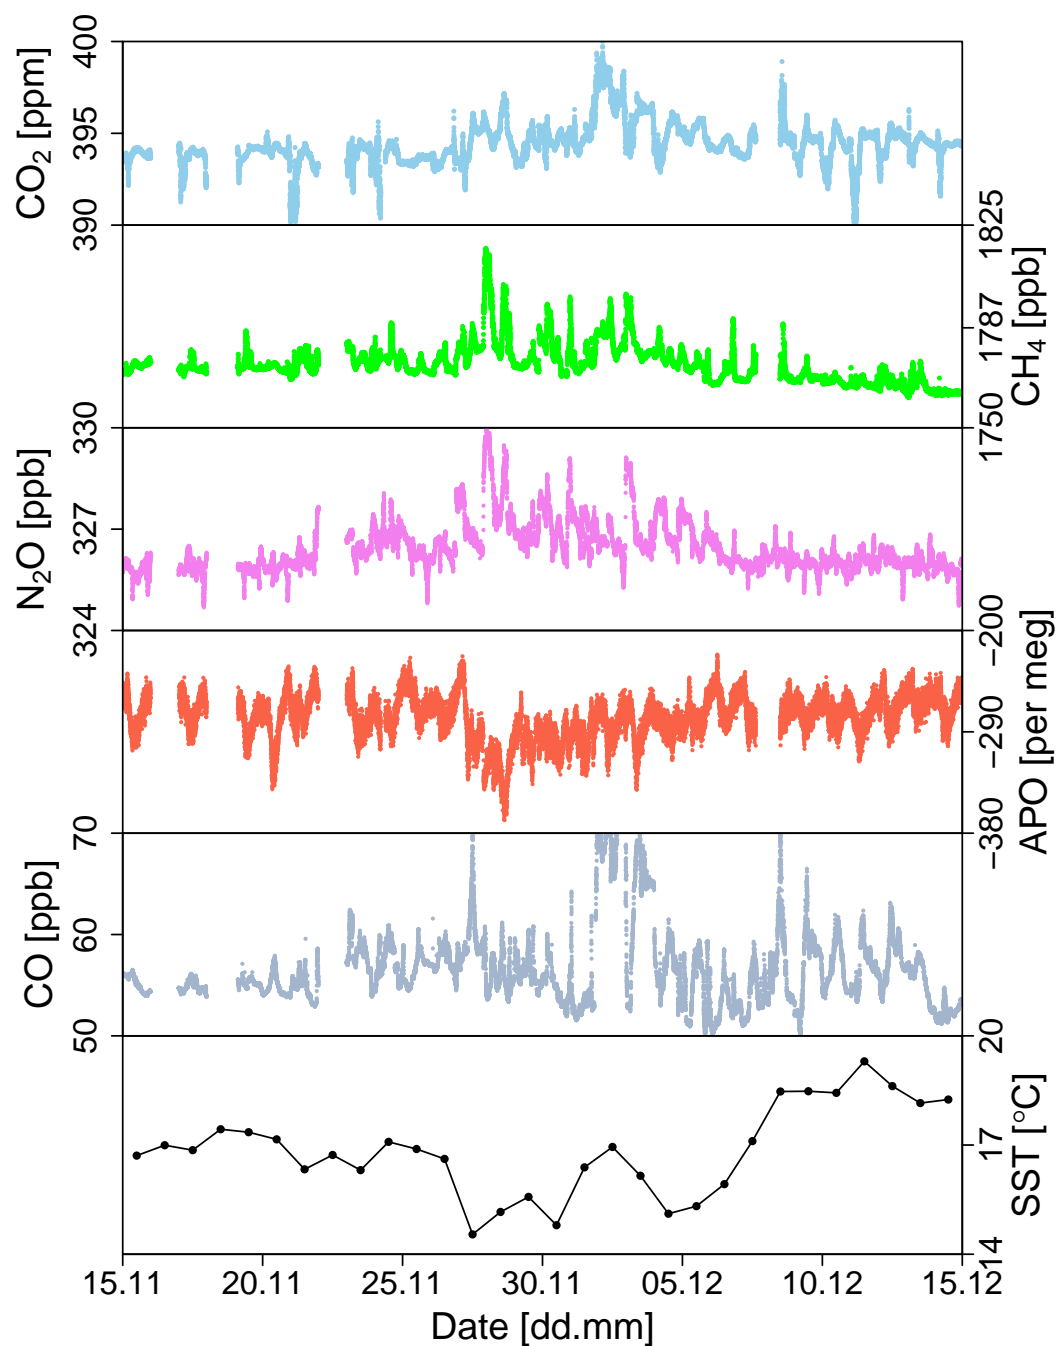 CO2 [ppm]
400
395
390
CH4 [ppb]
1825
1787
1750
N2O [ppb]
330
327
324
APO [per meg]
−200
−290
−380
CO [ppb]
70
60
50
SST [°C]
20
17
14
15.11 20.11 25.11 30.11 05.12 10.12 15.12
Date [dd.mm]